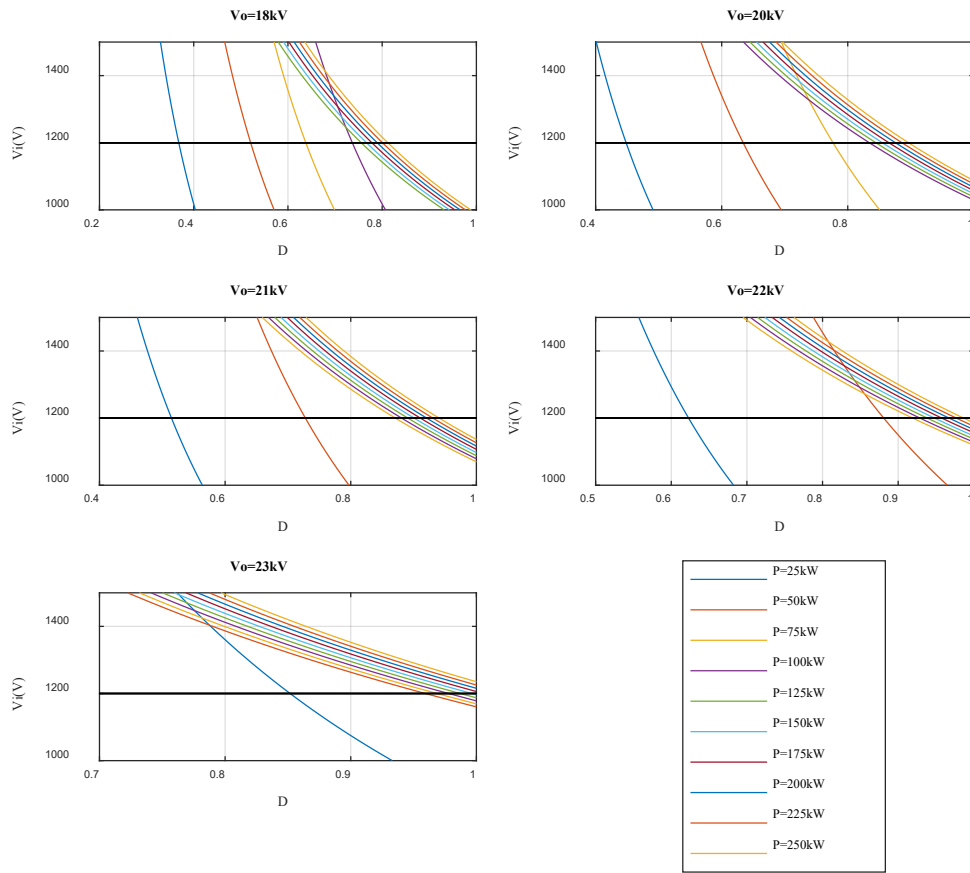 Vo=18kV
Vi(V)
1400
1200
1000
0.2
0.4
0.6
0.8
1
D
Vo=20kV
Vi(V)
1400
1200
1000
0.4
0.6
0.8
1
D
Vo=21kV
Vi(V)
1400
1200
1000
0.4
0.6
0.8
1
D
Vo=22kV
Vi(V)
1400
1200
1000
0.5
0.6
0.7
0.8
0.9
1
D
Vo=23kV
Vi(V)
1400
1200
1000
0.7
0.8
0.9
1
D
P=25kW
P=50kW
P=75kW
P=100kW
P=125kW
P=150kW
P=175kW
P=200kW
P=225kW
P=250kW